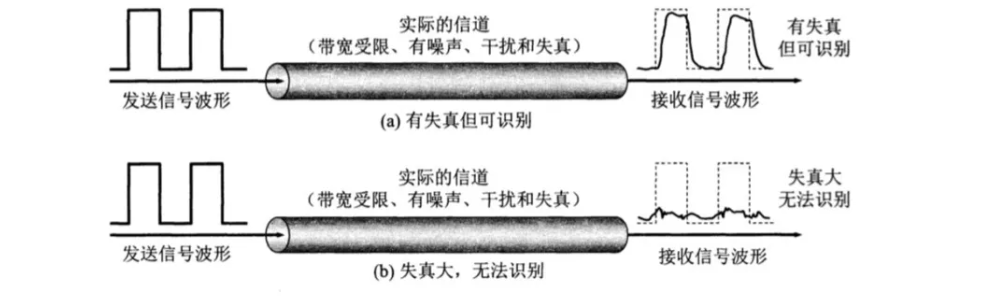 实际的信道
(带宽受限、有噪声、干扰和失真)
有失真
但可识别
发送信号波形
接收信号波形
(a) 有失真但可识别
实际的信道
(带宽受限、有噪声、干扰和失真)
失真大
无法识别
发送信号波形
接收信号波形
(b) 失真大，无法识别